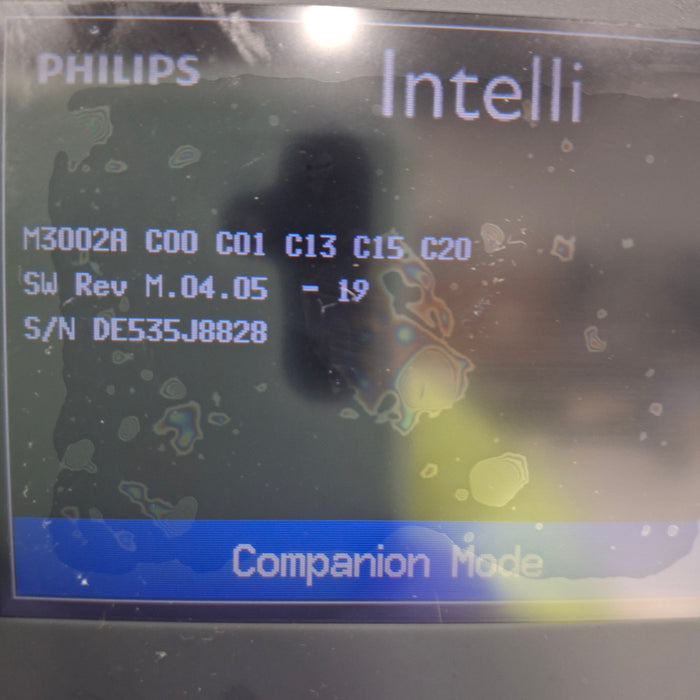 PHILIPS
Intelli
M3002A C00 C01 C13 C15 C20
SW Rev M.04.05 - 19
S/N DE535J8828
Companion Mode